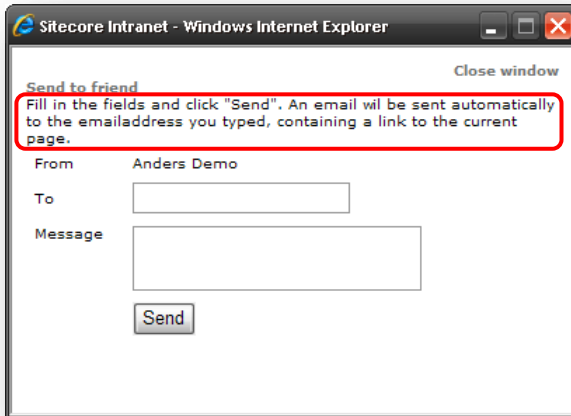 Sitecore Intranet - Windows Internet Explorer
Close window
Send to friend
Fill in the fields and click "Send". An email wil be sent automatically
to the emailaddress you typed, containing a link to the current
page.
From Anders Demo
To
Message
Send